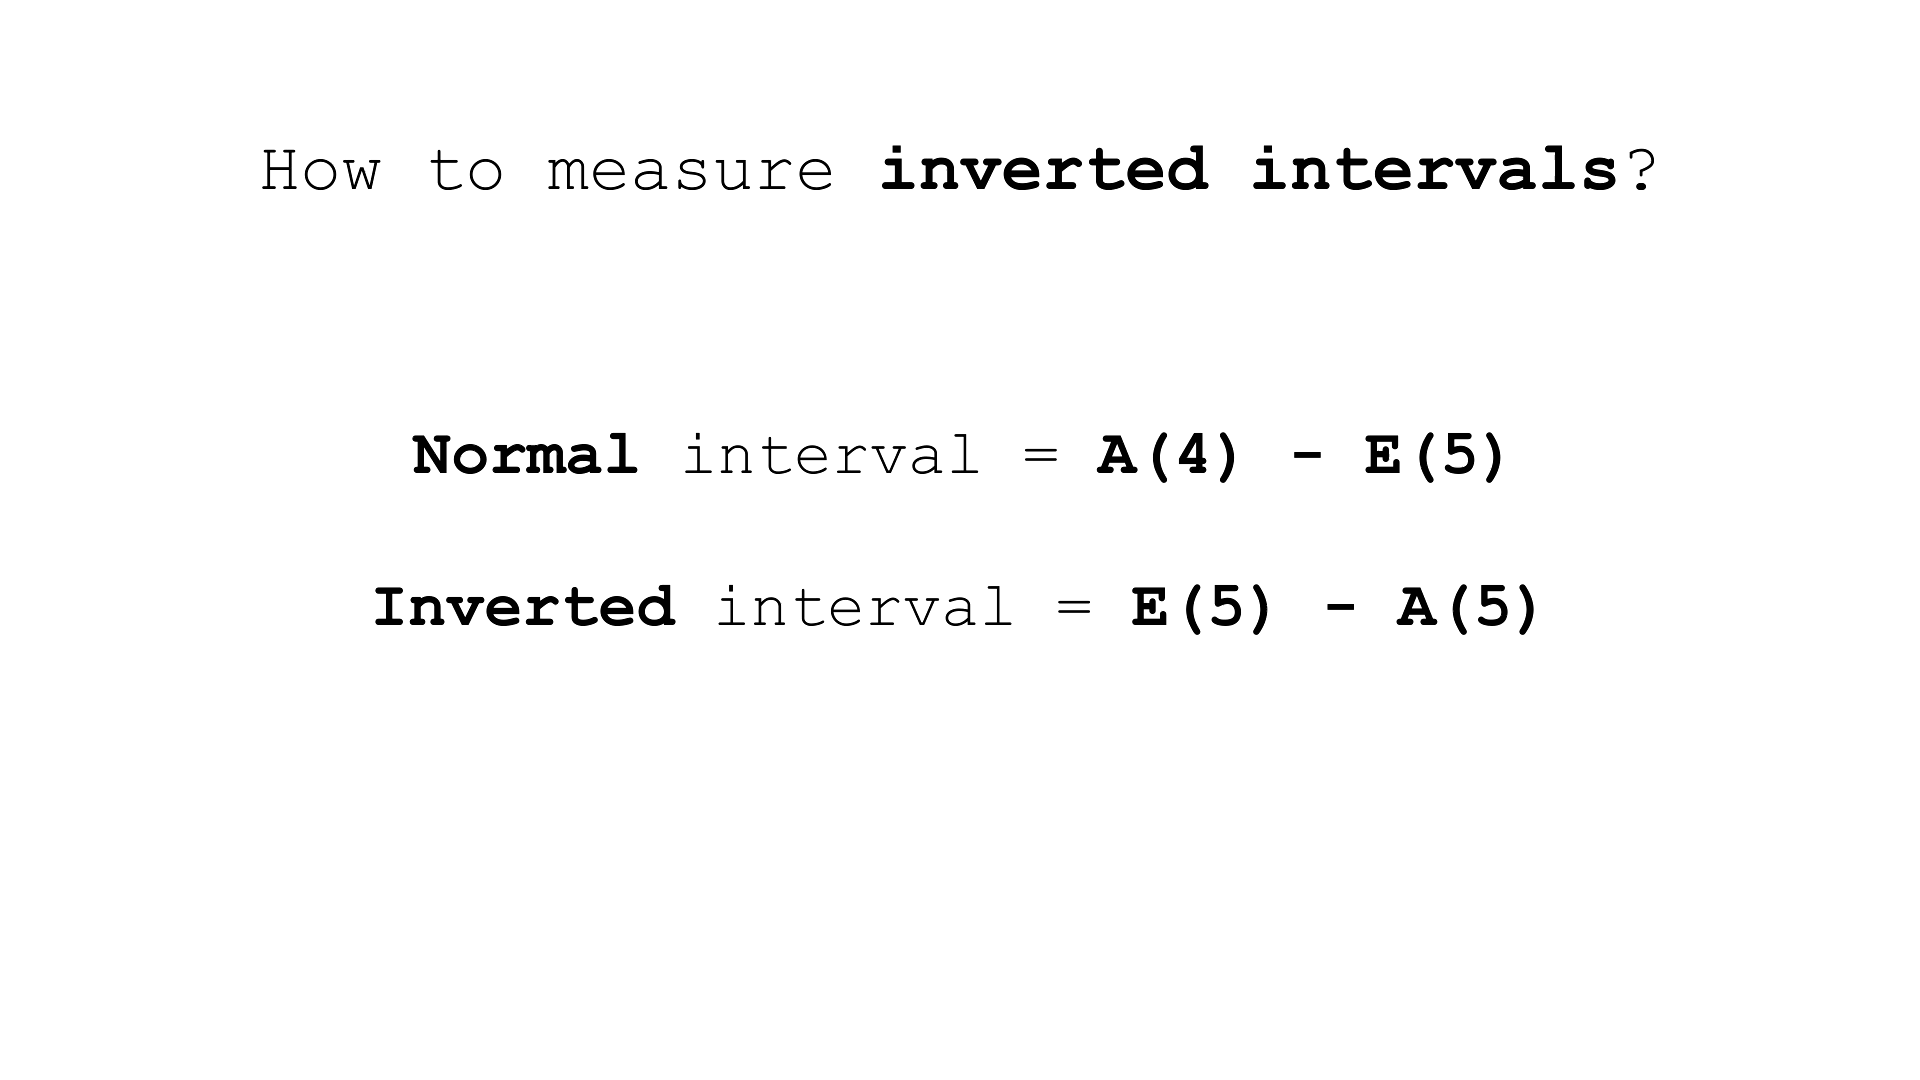 How to measure inverted intervals?
Normal interval = A(4) - E(5)
Inverted interval = E(5) - A(5)